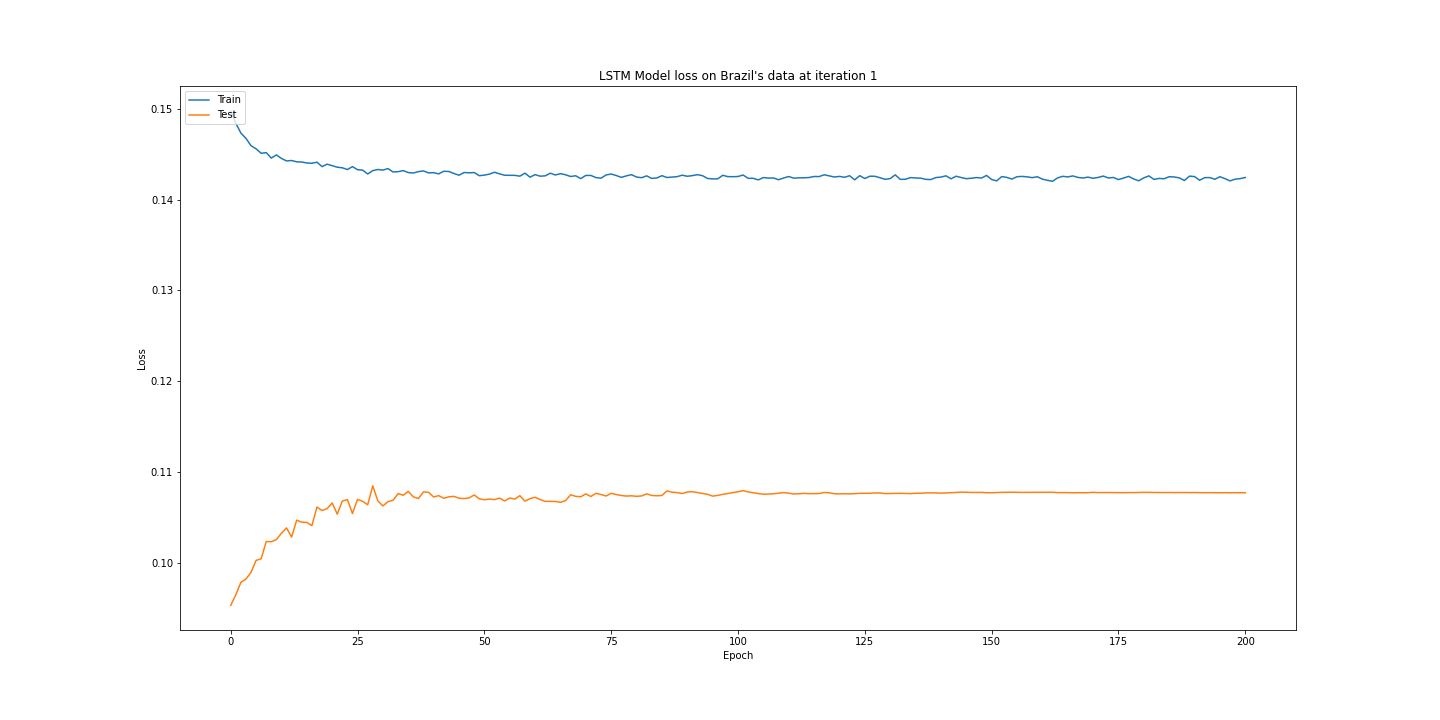 LSTM Model loss on Brazil's data at iteration 1
Train
Test
0.15
0.14
0.13
0.12
0.11
0.10
Loss
0 25 50 75 100 125 150 175 200
Epoch